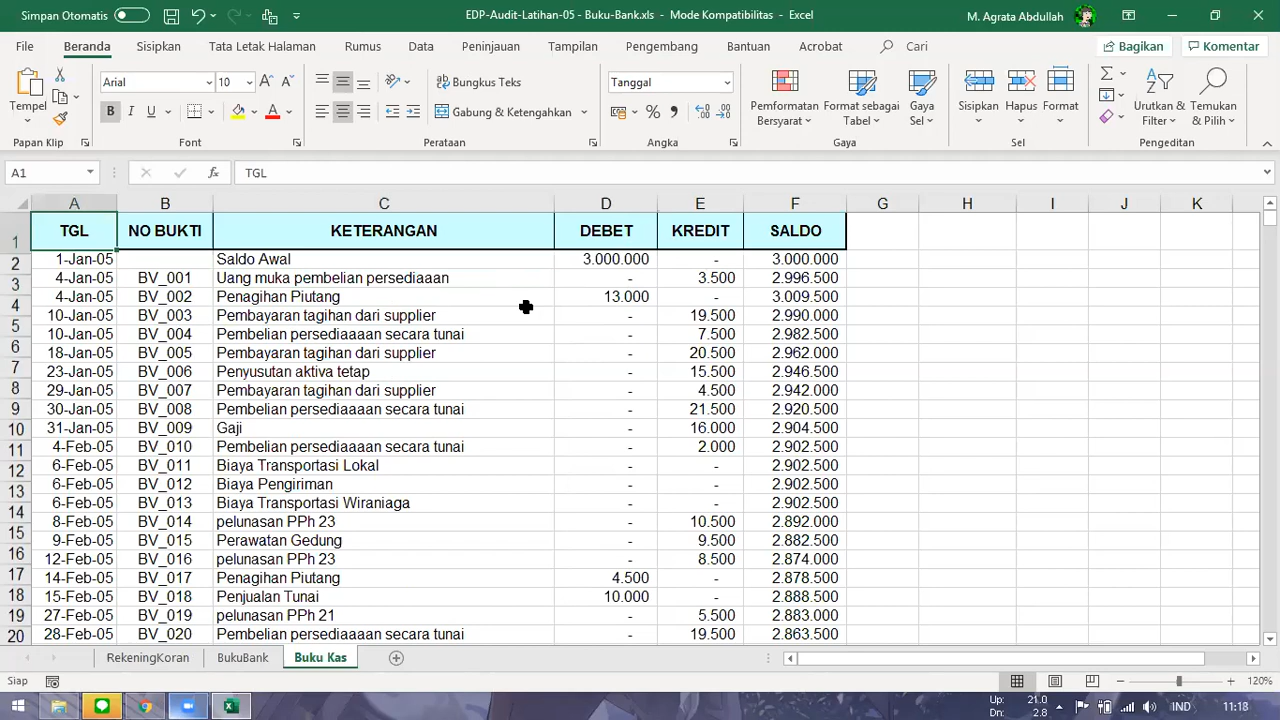 Simpan Otomatis EDP-Audit-Latihan-05 - Buku-Bank.xls - Mode Kompatibilitas - Excel M. Agrata Abdullah
File Beranda Sisipkan Tata Letak Halaman Rumus Data Peninjauan Tampilan Pengembang Bantuan Acrobat Cari Bagikan Komentar
Tempel Arial 10 Bungkus Teks Tanggal Pemformatan Bersyarat Format sebagai Tabel Gaya Sel Sisipkan Hapus Format Urutkan & Filter Temukan & Pilih
B I U A Gabung & Ketengahkan % ,
Papan Klip Font Perataan Angka Gaya Sel Pengeditan
A1 fx TGL
A B C D E F G H I J K
1 TGL NO BUKTI KETERANGAN DEBET KREDIT SALDO
2 1-Jan-05 Saldo Awal 3.000.000 - 3.000.000
3 4-Jan-05 BV_001 Uang muka pembelian persediaaan - 3.500 2.996.500
4 4-Jan-05 BV_002 Penagihan Piutang 13.000 - 3.009.500
5 10-Jan-05 BV_003 Pembayaran tagihan dari supplier - 19.500 2.990.000
6 10-Jan-05 BV_004 Pembelian persediaaaan secara tunai - 7.500 2.982.500
7 18-Jan-05 BV_005 Pembayaran tagihan dari supplier - 20.500 2.962.000
8 23-Jan-05 BV_006 Penyusutan aktiva tetap - 15.500 2.946.500
9 29-Jan-05 BV_007 Pembayaran tagihan dari supplier - 4.500 2.942.000
10 30-Jan-05 BV_008 Pembelian persediaaaan secara tunai - 21.500 2.920.500
11 31-Jan-05 BV_009 Gaji - 16.000 2.904.500
12 4-Feb-05 BV_010 Pembelian persediaaaan secara tunai - 2.000 2.902.500
13 6-Feb-05 BV_011 Biaya Transportasi Lokal - - 2.902.500
14 6-Feb-05 BV_012 Biaya Pengiriman - - 2.902.500
15 6-Feb-05 BV_013 Biaya Transportasi Wiraniaga - - 2.902.500
16 8-Feb-05 BV_014 pelunasan PPh 23 - 10.500 2.892.000
17 9-Feb-05 BV_015 Perawatan Gedung - 9.500 2.882.500
18 12-Feb-05 BV_016 pelunasan PPh 23 - 8.500 2.874.000
19 14-Feb-05 BV_017 Penagihan Piutang 4.500 - 2.878.500
20 15-Feb-05 BV_018 Penjualan Tunai 10.000 - 2.888.500
27-Feb-05 BV_019 pelunasan PPh 21 - 5.500 2.883.000
28-Feb-05 BV_020 Pembelian persediaaaan secara tunai - 19.500 2.863.500
RekeningKoran BukuBank Buku Kas
Siap 120%
Up: 21.0
Dn: 2.8
IND 11:18